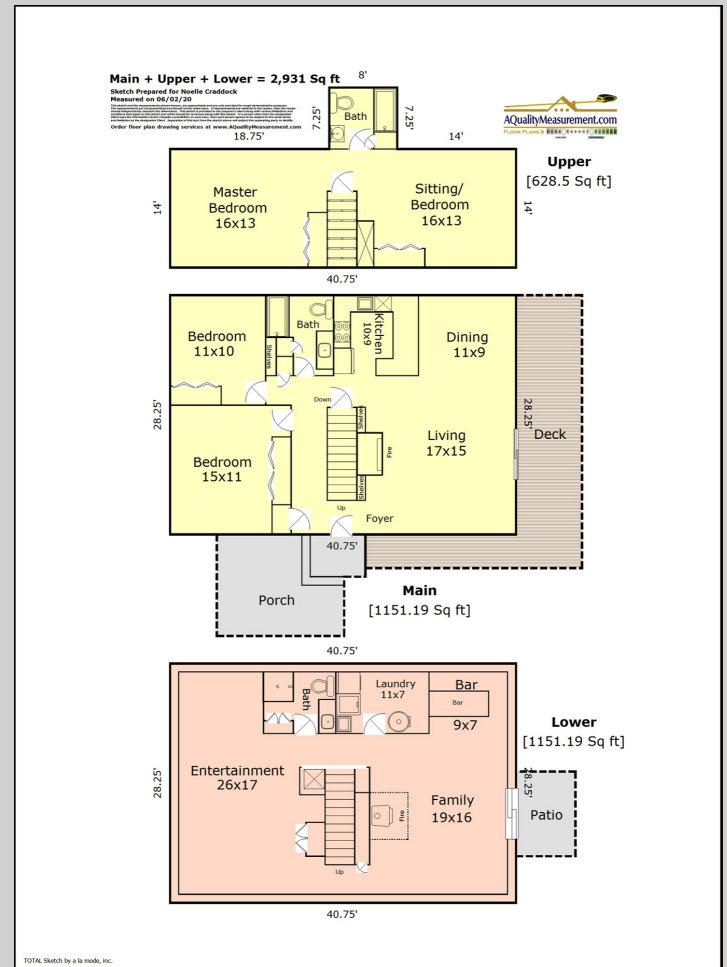 Main + Upper + Lower = 2,931 Sq ft
Sketch Prepared for Noelle Craddock
Measured on 06/02/20
Order floor plan drawing services at www.AQualityMeasurement.com
AQualityMeasurement.com
FLOOR PLANS &
8'
7.25'
Bath
7.25'
18.75'
14'
Upper
[628.5 Sq ft]
14'
Master
Bedroom
16x13
Sitting/
Bedroom
16x13
14'
40.75'
Bedroom
11x10
Shelves
Bath
Kitchen
10x9
Dining
11x9
28.25'
Down
Shelves
Fire
Shelves
Living
17x15
28.25'
Deck
Bedroom
15x11
Up
Foyer
40.75'
Porch
Main
[1151.19 Sq ft]
40.75'
Bath
Laundry
11x7
Bar
Bar
9x7
Lower
[1151.19 Sq ft]
28.25'
Entertainment
26x17
Fire
Family
19x16
28.25'
Patio
Up
40.75'
TOTAL Sketch by a la mode, inc.